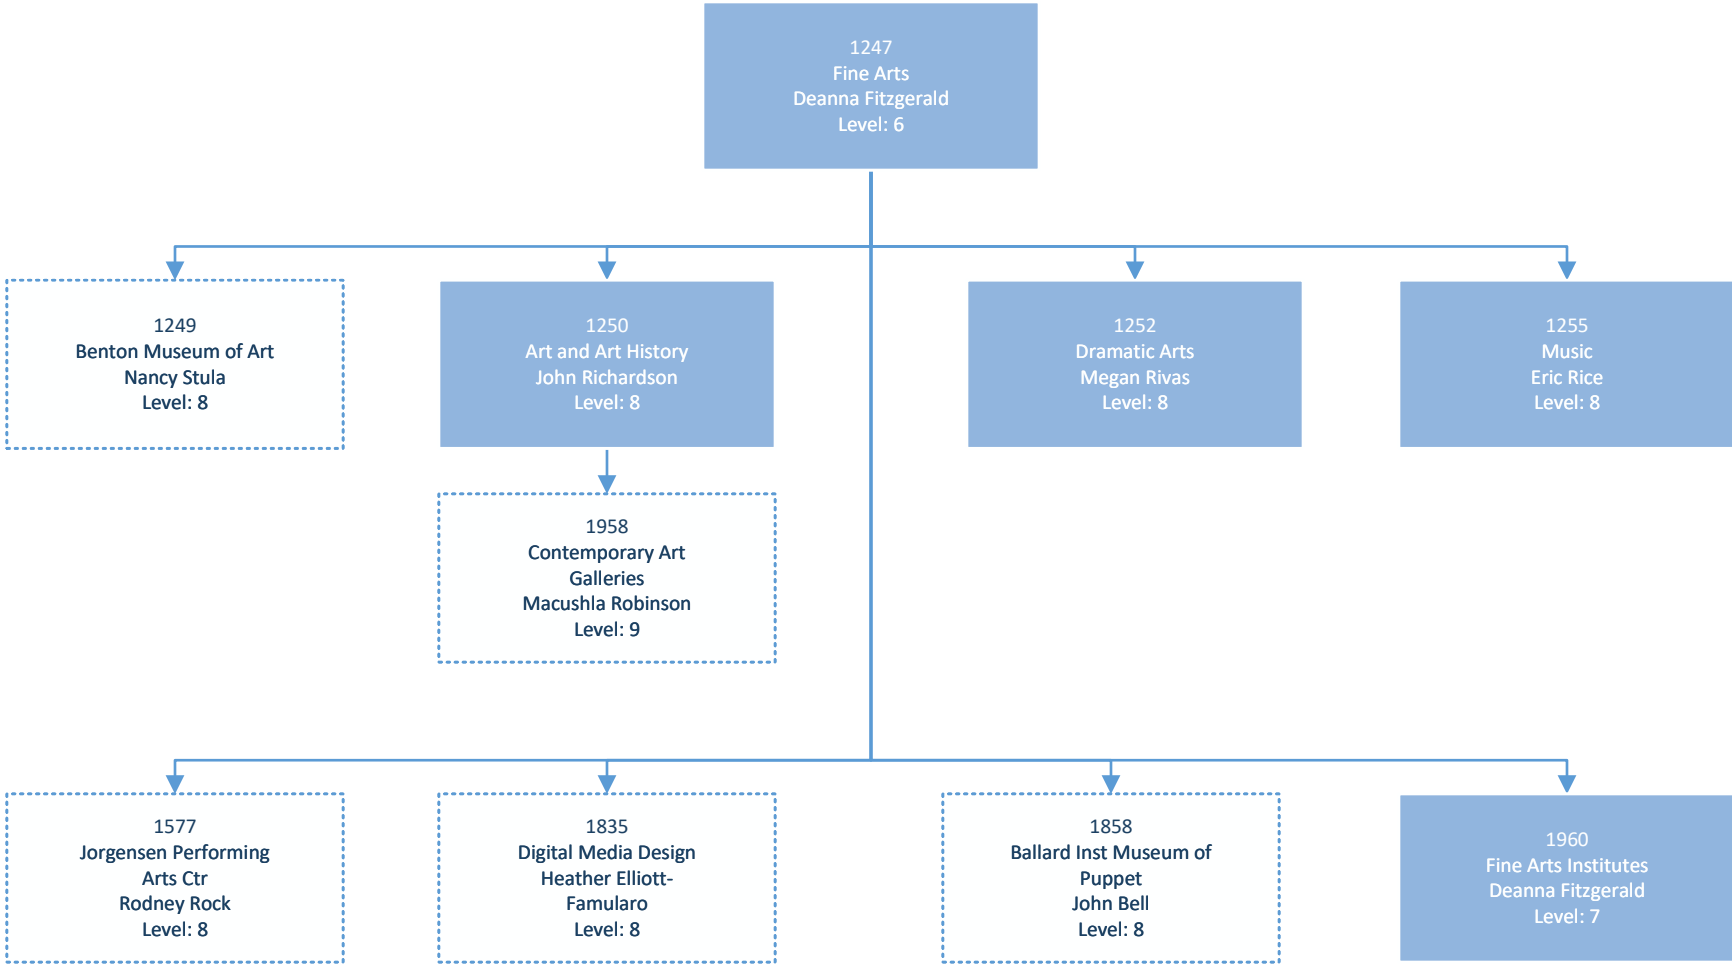 1247
Fine Arts
Deanna Fitzgerald
Level: 6
1249
Benton Museum of Art
Nancy Stula
Level: 8
1250
Art and Art History
John Richardson
Level: 8
1252
Dramatic Arts
Megan Rivas
Level: 8
1255
Music
Eric Rice
Level: 8
1958
Contemporary Art
Galleries
Macushla Robinson
Level: 9
1577
Jorgensen Performing
Arts Ctr
Rodney Rock
Level: 8
1835
Digital Media Design
Heather Elliott-
Famularo
Level: 8
1858
Ballard Inst Museum of
Puppet
John Bell
Level: 8
1960
Fine Arts Institutes
Deanna Fitzgerald
Level: 7